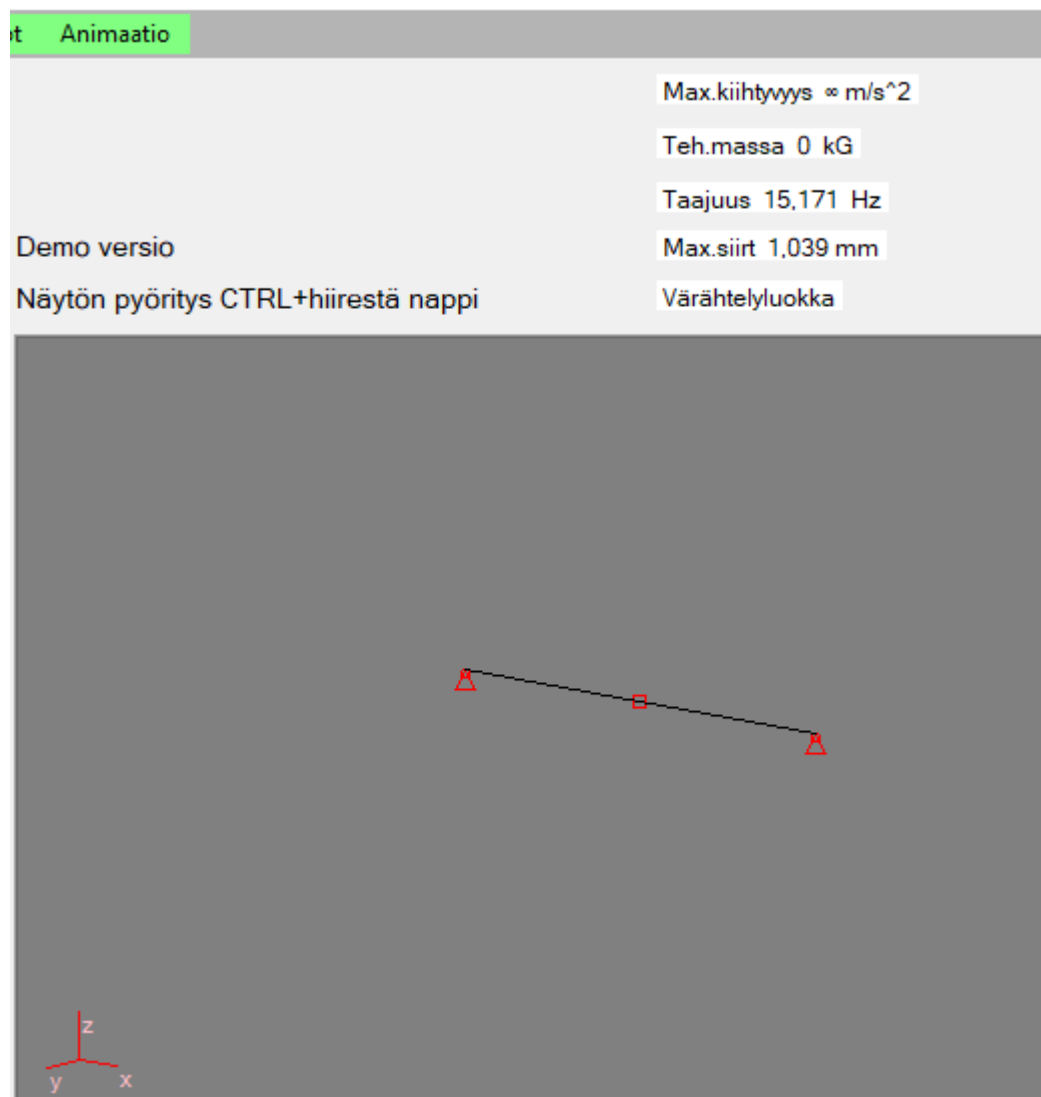 ot Animaatio
Max.kiihtyvyys ∞ m/s^2
Teh.massa 0 kG
Taajuus 15,171 Hz
Demo versio
Max.siirt 1,039 mm
Näytön pyöritys CTRL+hiirestä nappi
Värähtelyluokka
z
y
x